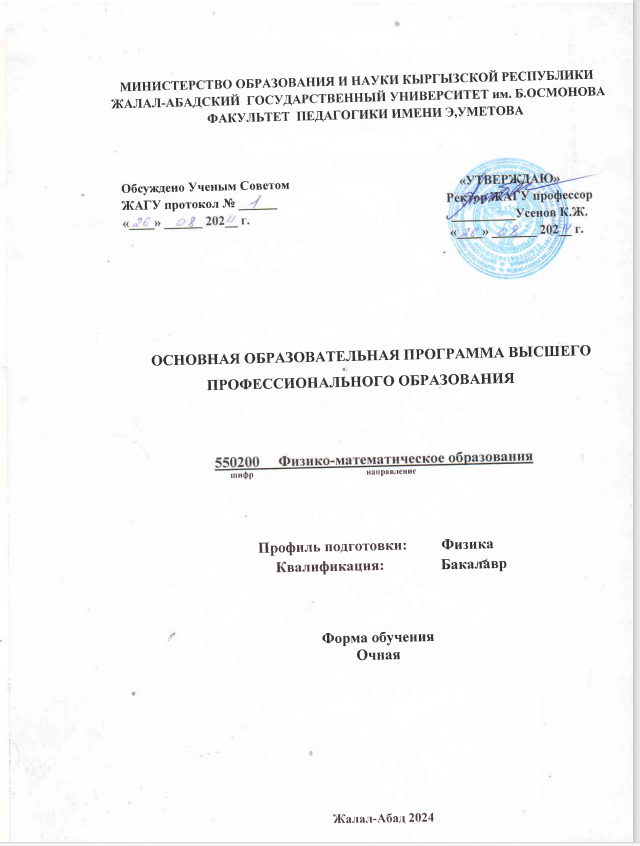 МИНИСТЕРСТВО ОБРАЗОВАНИЯ И НАУКИ КЫРГЫЗСКОЙ РЕСПУБЛИКИ
ЖАЛАЛ-АБАДСКИЙ ГОСУДАРСТВЕННЫЙ УНИВЕРСИТЕТ им. Б.ОСМОНОВА
ФАКУЛЬТЕТ ПЕДАГОГИКИ ИМЕНИ Э,УМЕТОВА
Обсуждено Ученым Советом
ЖАГУ протокол № 1
«26» 08 2024 г.
«УТВЕРЖДАЮ»
Ректор ЖАГУ профессор
Усенов К.Ж.
«26» 08 2024 г.
ОСНОВНАЯ ОБРАЗОВАТЕЛЬНАЯ ПРОГРАММА ВЫСШЕГО
ПРОФЕССИОНАЛЬНОГО ОБРАЗОВАНИЯ
550200 Физико-математическое образования
шифр направление
Профиль подготовки: Физика
Квалификация: Бакалавр
Форма обучения
Очная
Жалал-Абад 2024